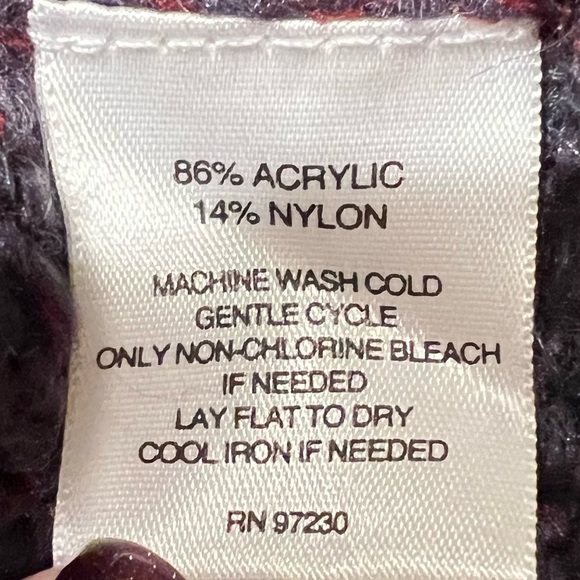 86% ACRYLIC
14% NYLON
MACHINE WASH COLD
GENTLE CYCLE
ONLY NON-CHLORINE BLEACH
IF NEEDED
LAY FLAT TO DRY
COOL IRON IF NEEDED
RN 97230